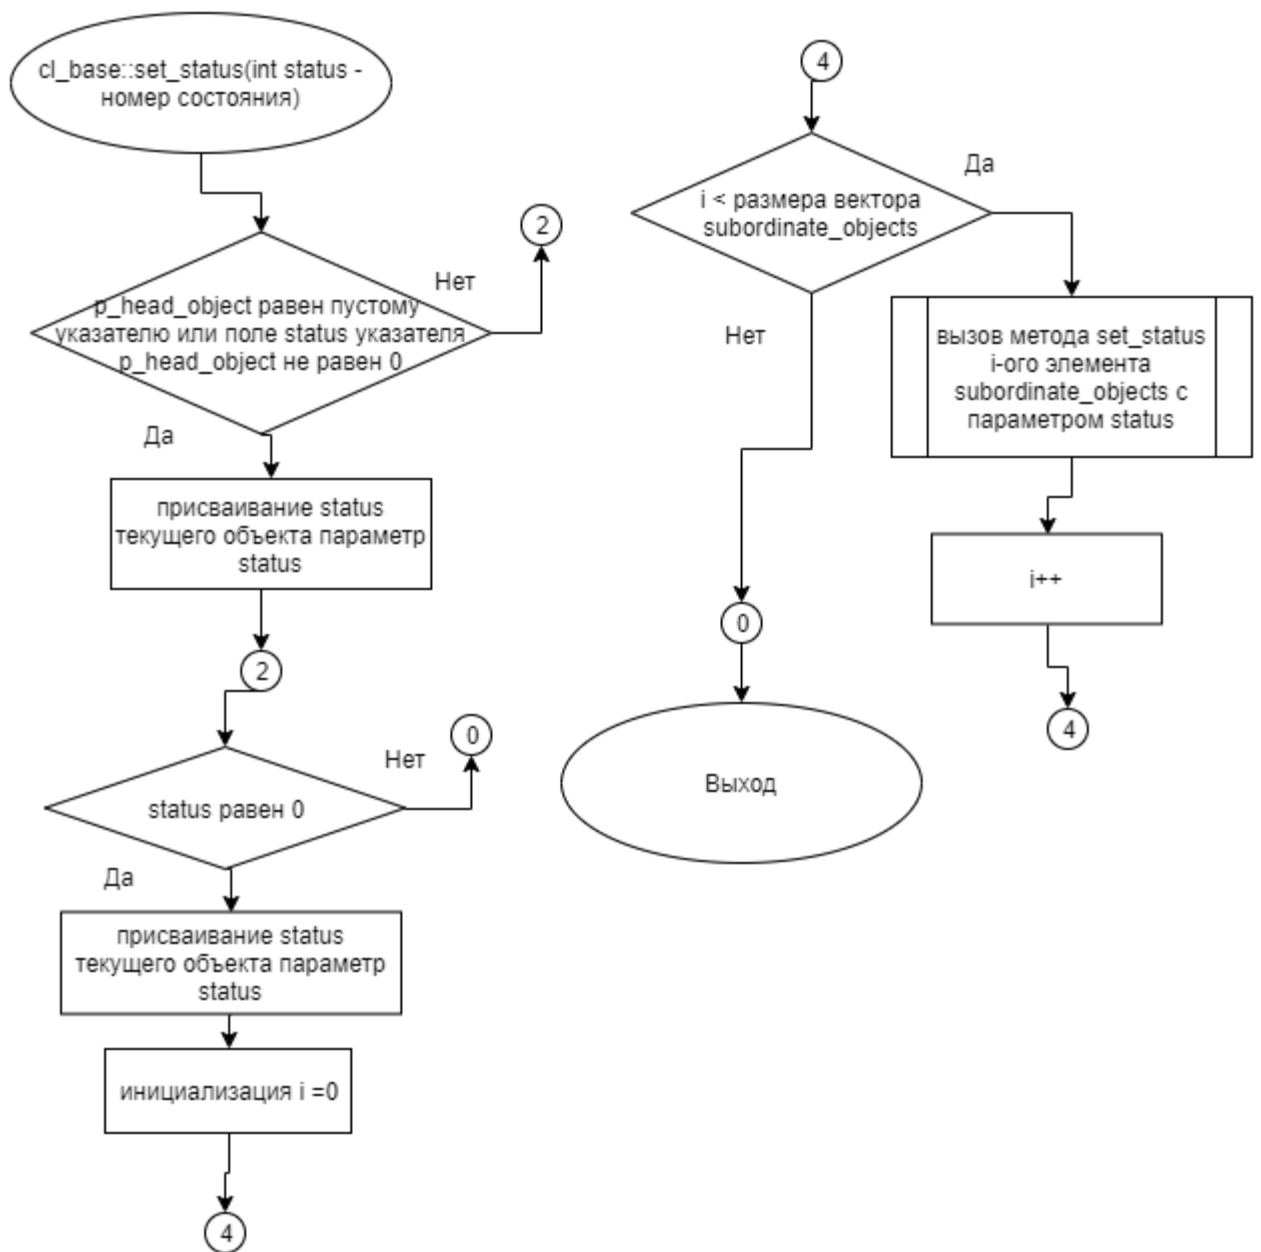 cl_base::set_status(int status -
номер состояния)
2
Нет
p_head_object равен пустому
указателю или поле status указателя
p_head_object не равен 0
Да
присваивание status
текущего объекта параметр
status
2
0
Нет
status равен 0
Да
присваивание status
текущего объекта параметр
status
инициализация i =0
4
4
Да
i < размера вектора
subordinate_objects
Нет
вызов метода set_status
i-ого элемента
subordinate_objects с
параметром status
i++
4
0
Выход